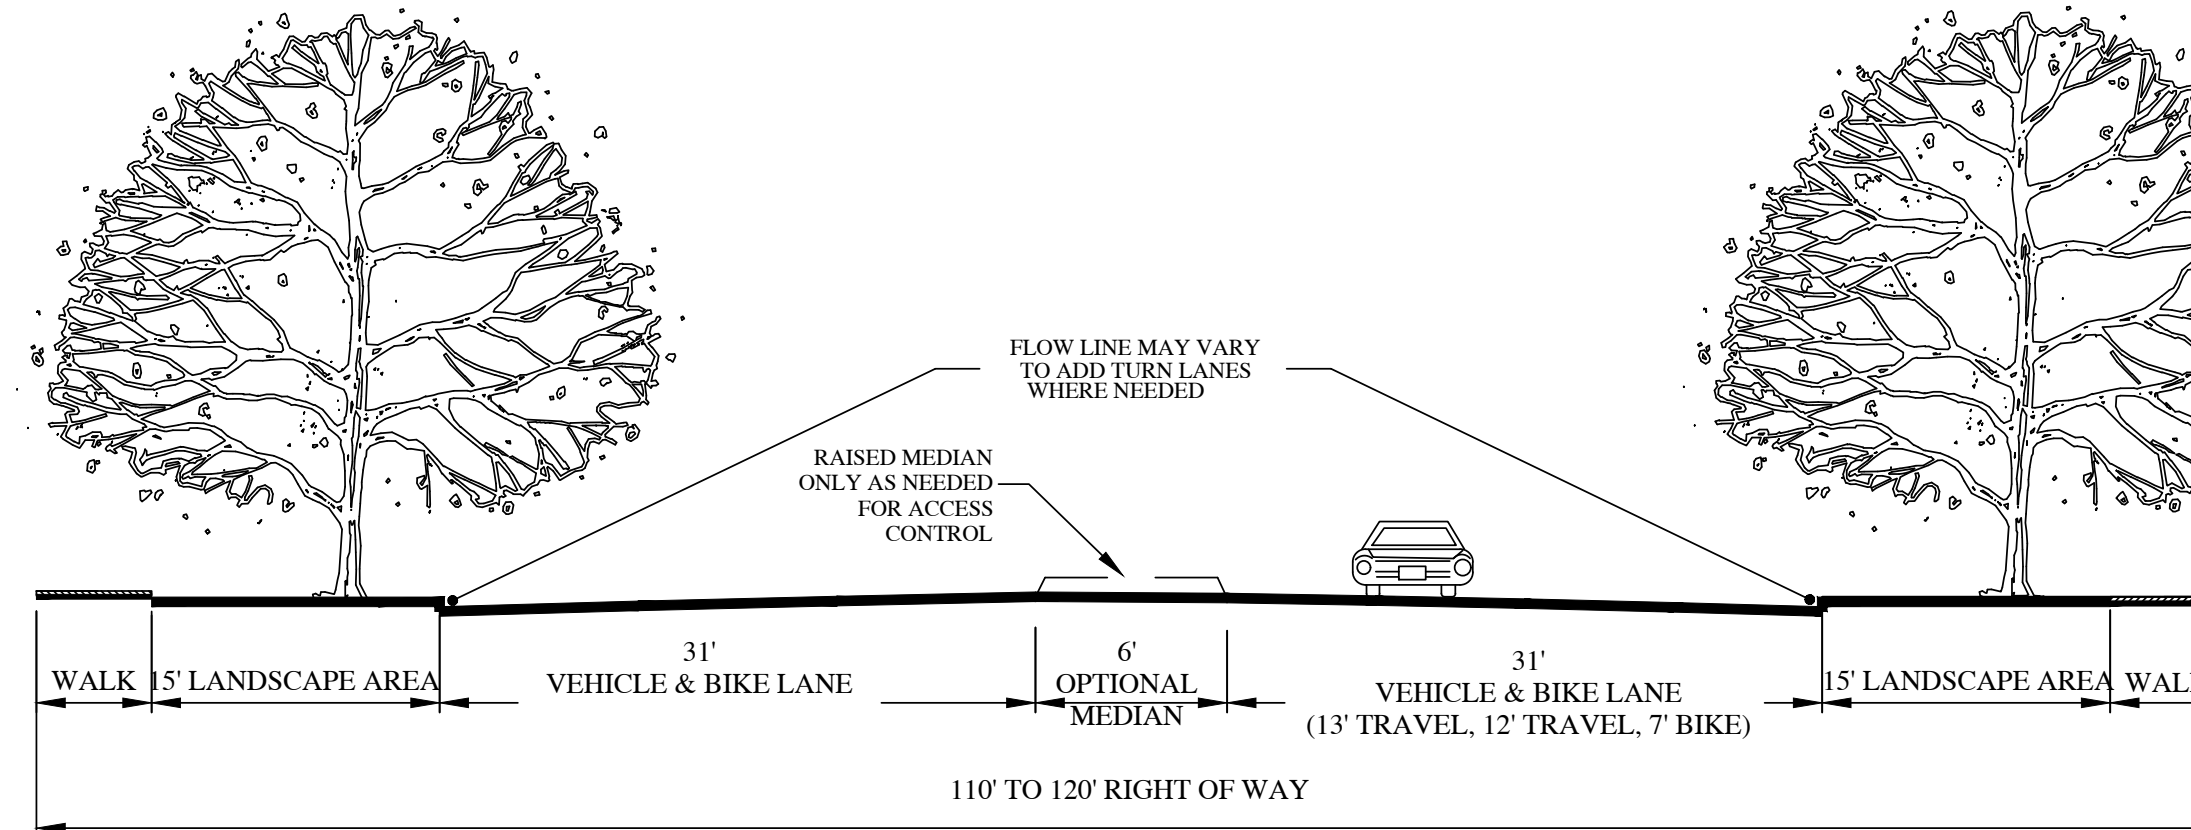 FLOW LINE MAY VARY
TO ADD TURN LANES
WHERE NEEDED
RAISED MEDIAN
ONLY AS NEEDED
FOR ACCESS
CONTROL
WALK
15' LANDSCAPE AREA
31'
VEHICLE & BIKE LANE
6'
OPTIONAL
MEDIAN
31'
VEHICLE & BIKE LANE
(13' TRAVEL, 12' TRAVEL, 7' BIKE)
15' LANDSCAPE AREA
WAL
110' TO 120' RIGHT OF WAY